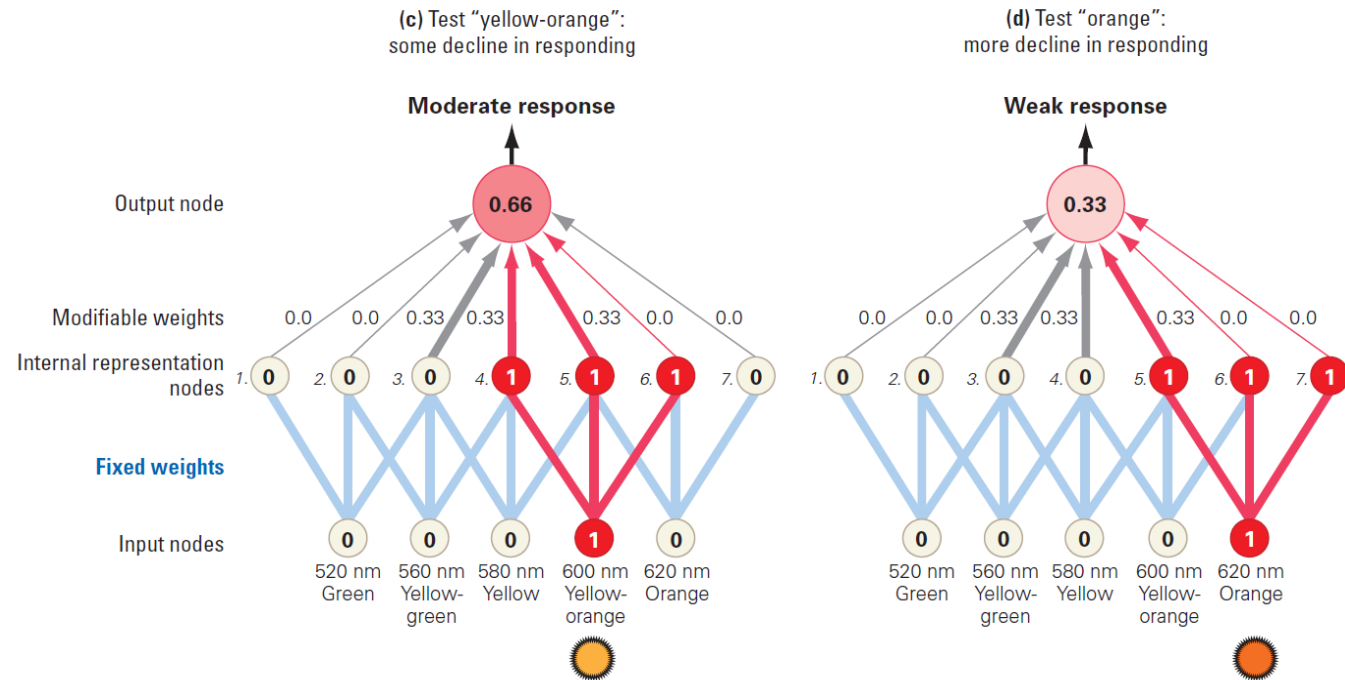 (c) Test “yellow-orange”:
some decline in responding
(d) Test “orange”:
more decline in responding
Moderate response
Weak response
Output node
0.66
0.33
Modifiable weights
0.0 0.0 0.33 0.33 0.33 0.0 0.0
0.0 0.0 0.33 0.33 0.33 0.0 0.0
Internal representation
nodes
1. 0 2. 0 3. 0 4. 1 5. 1 6. 1 7. 0
1. 0 2. 0 3. 0 4. 0 5. 1 6. 1 7. 1
Fixed weights
Input nodes
0 0 0 1 0
0 0 0 0 1
520 nm 560 nm 580 nm 600 nm 620 nm
Green Yellow- Yellow Yellow- Orange
green orange
520 nm 560 nm 580 nm 600 nm 620 nm
Green Yellow- Yellow Yellow- Orange
green orange